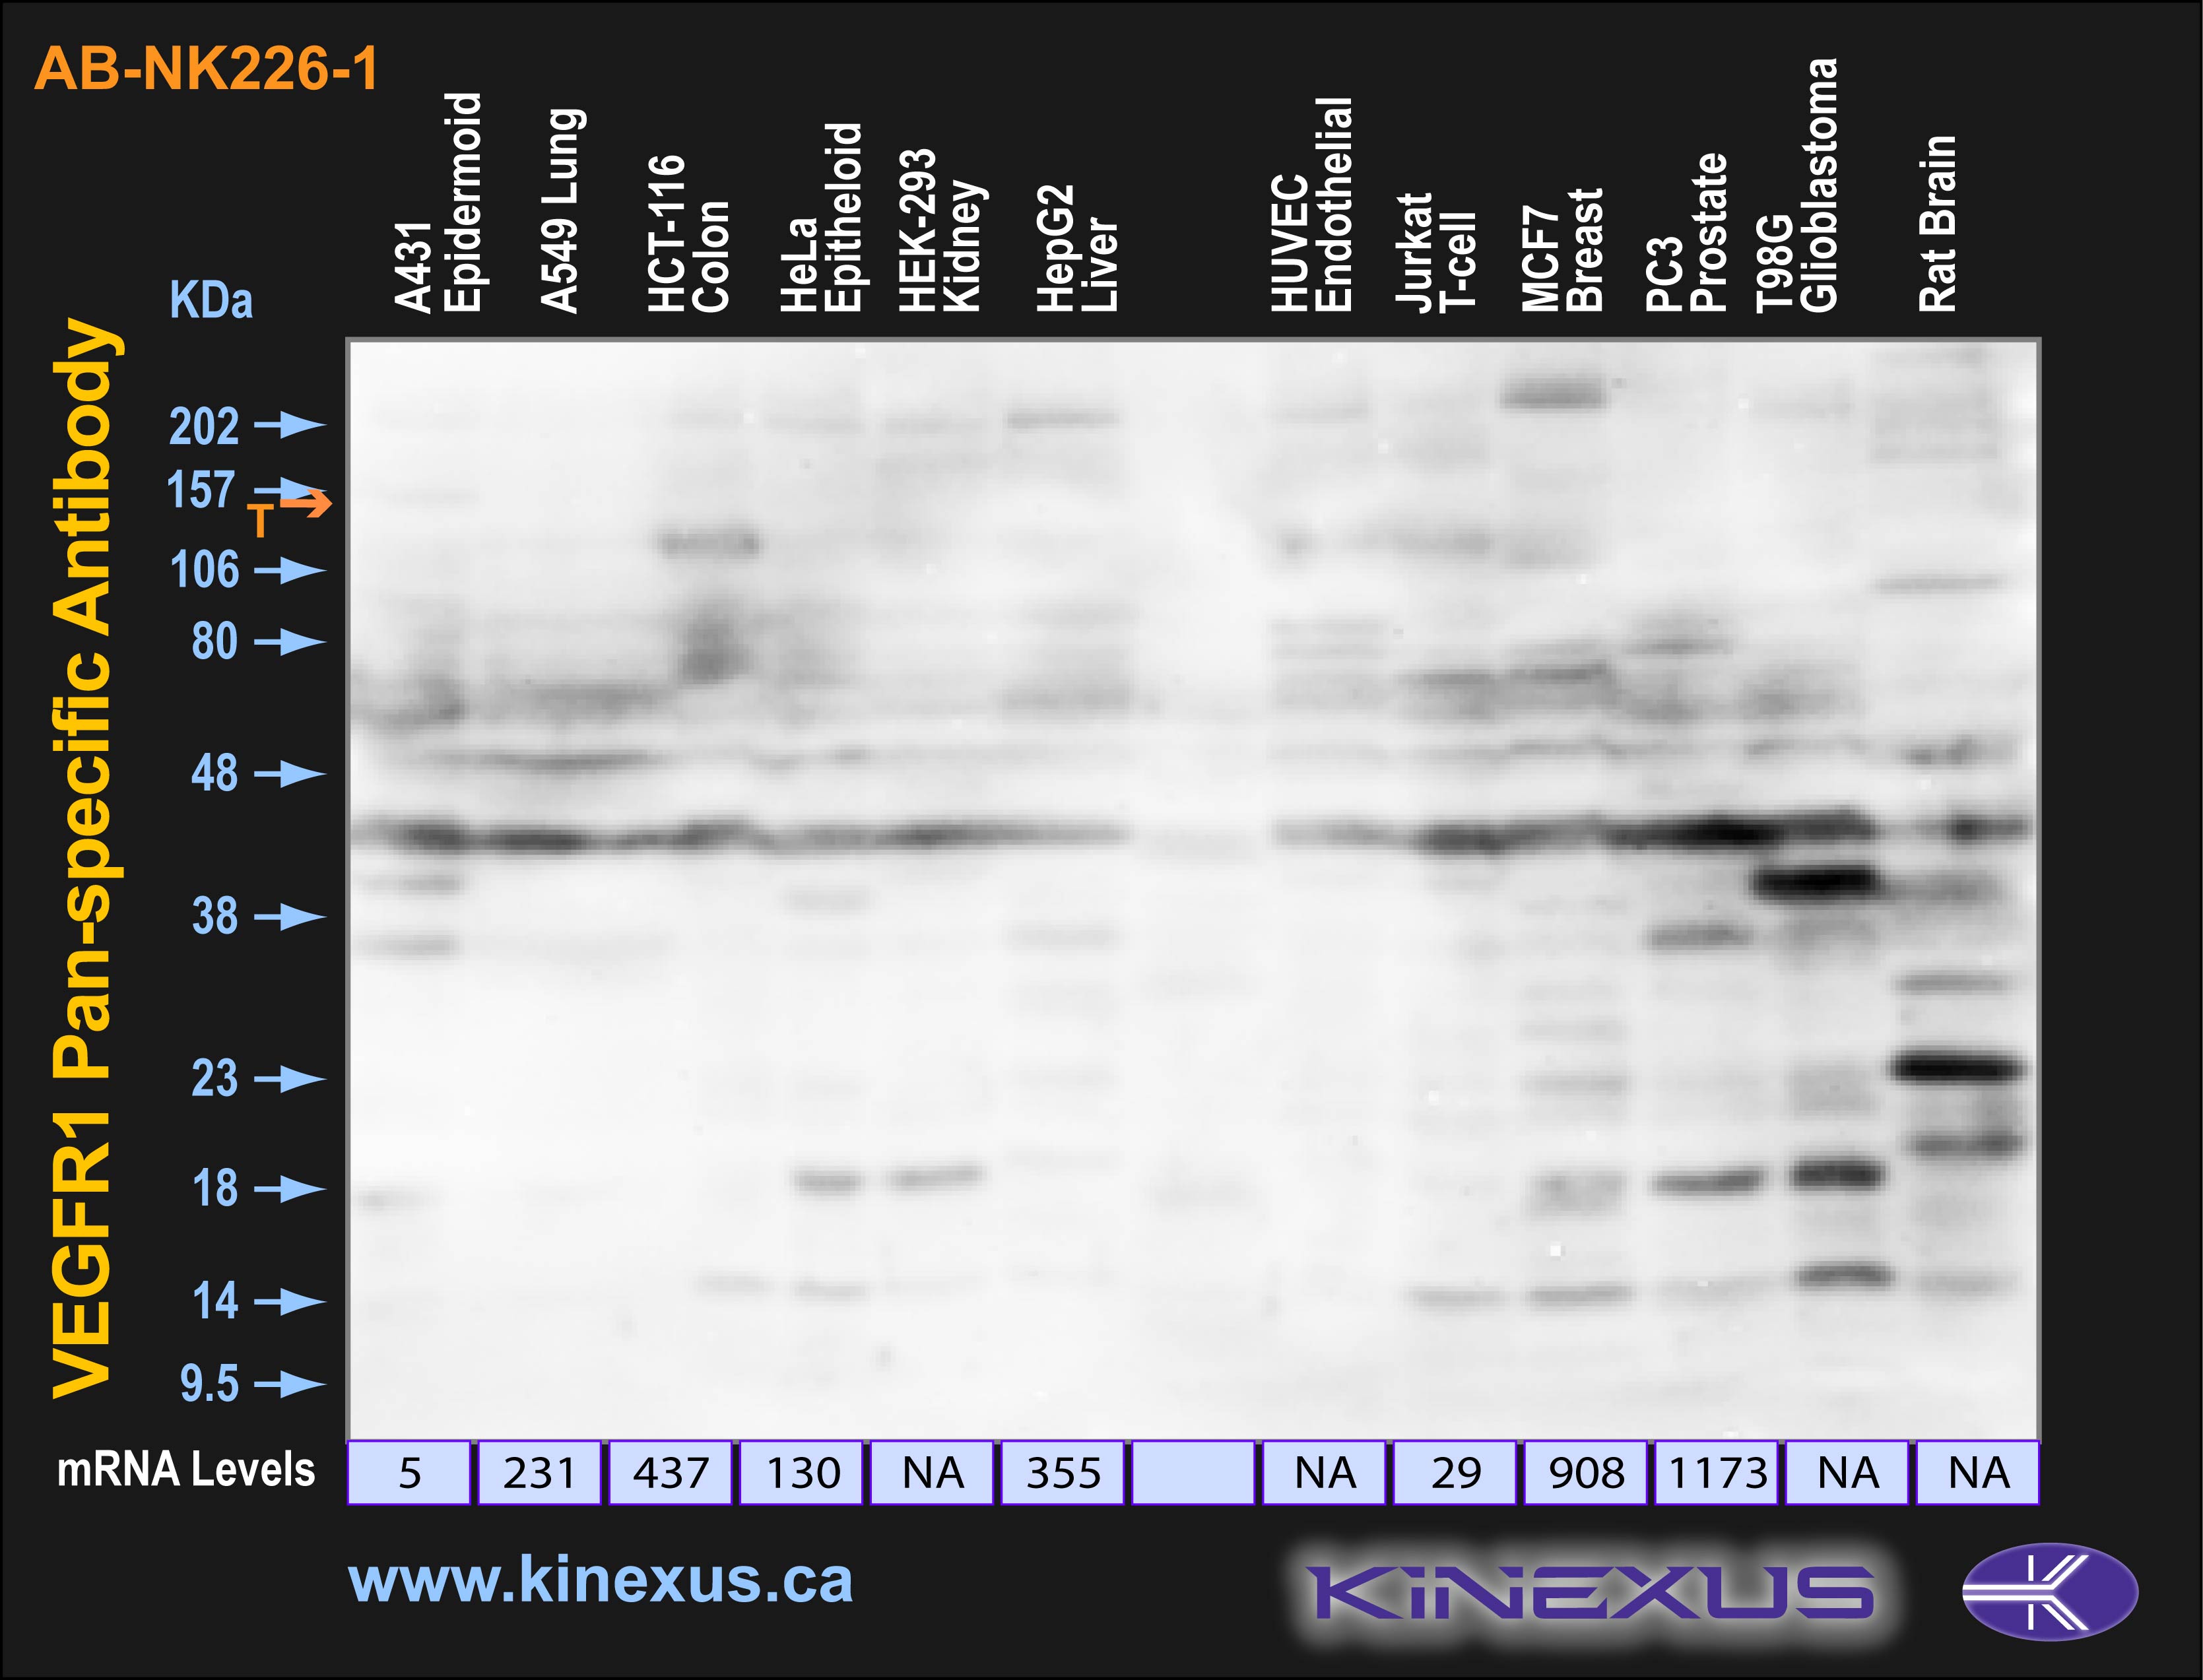 AB-NK226-1
A431
Epidermoid
A549 Lung
HCT-116
Colon
HeLa
Epitheloid
HEK-293
Kidney
HepG2
Liver
HUVEC
Endothelial
Jurkat
T-cell
MCF7
Breast
PC3
Prostate
T98G
Glioblastoma
Rat Brain
VEGFR1 Pan-specific Antibody
KDa
202
157
T
106
80
48
38
23
18
14
9.5
mRNA Levels 5 231 437 130 NA 355 NA 29 908 1173 NA NA
www.kinexus.ca
KiNEXUS
K